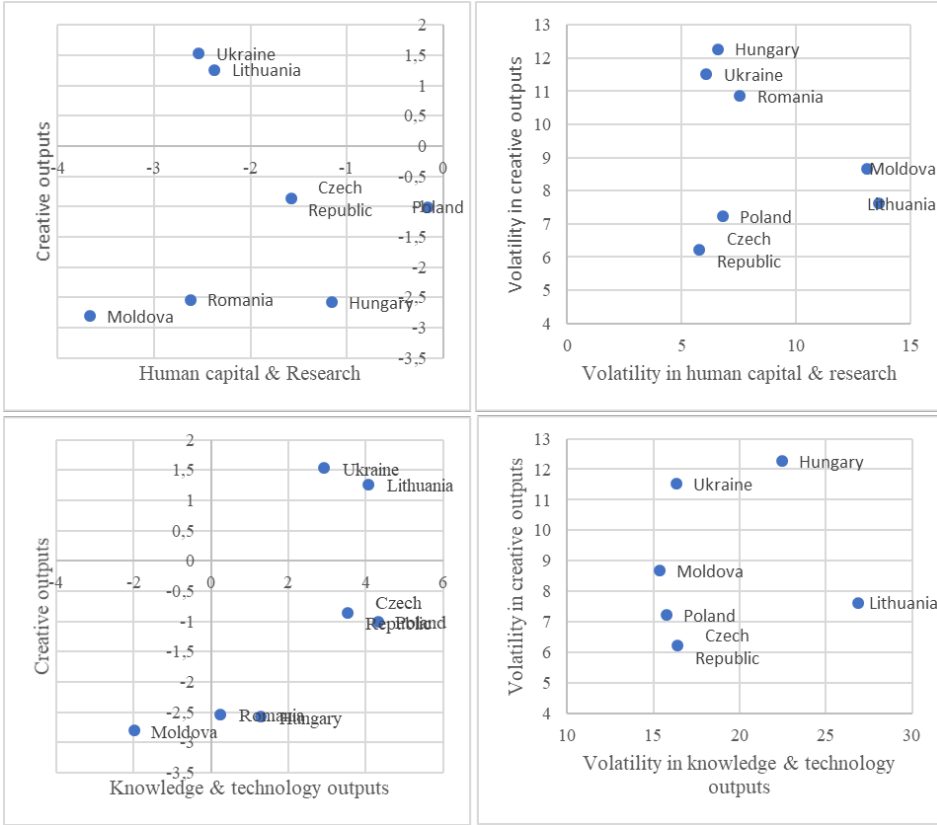 2
1,5
1
0,5
0
-0,5
-1
-1,5
-2
-2,5
-3
-3,5
-4
-3
-2
-1
0
Ukraine
Lithuania
Czech
Republic
Poland
Romania
Hungary
Moldova
Creative outputs
Human capital & Research
13
12
11
10
9
8
7
6
5
4
0
5
10
15
Hungary
Ukraine
Romania
Moldova
Lithuania
Poland
Czech
Republic
Volatility in creative outputs
Volatility in human capital & research
2
1,5
1
0,5
0
-0,5
-1
-1,5
-2
-2,5
-3
-3,5
-4
-2
0
2
4
6
Ukraine
Lithuania
Czech
Republic
Poland
Romania
Hungary
Moldova
Creative outputs
Knowledge & technology outputs
13
12
11
10
9
8
7
6
5
4
10
15
20
25
30
Hungary
Ukraine
Moldova
Lithuania
Poland
Czech
Republic
Volatility in creative outputs
Volatility in knowledge & technology
outputs